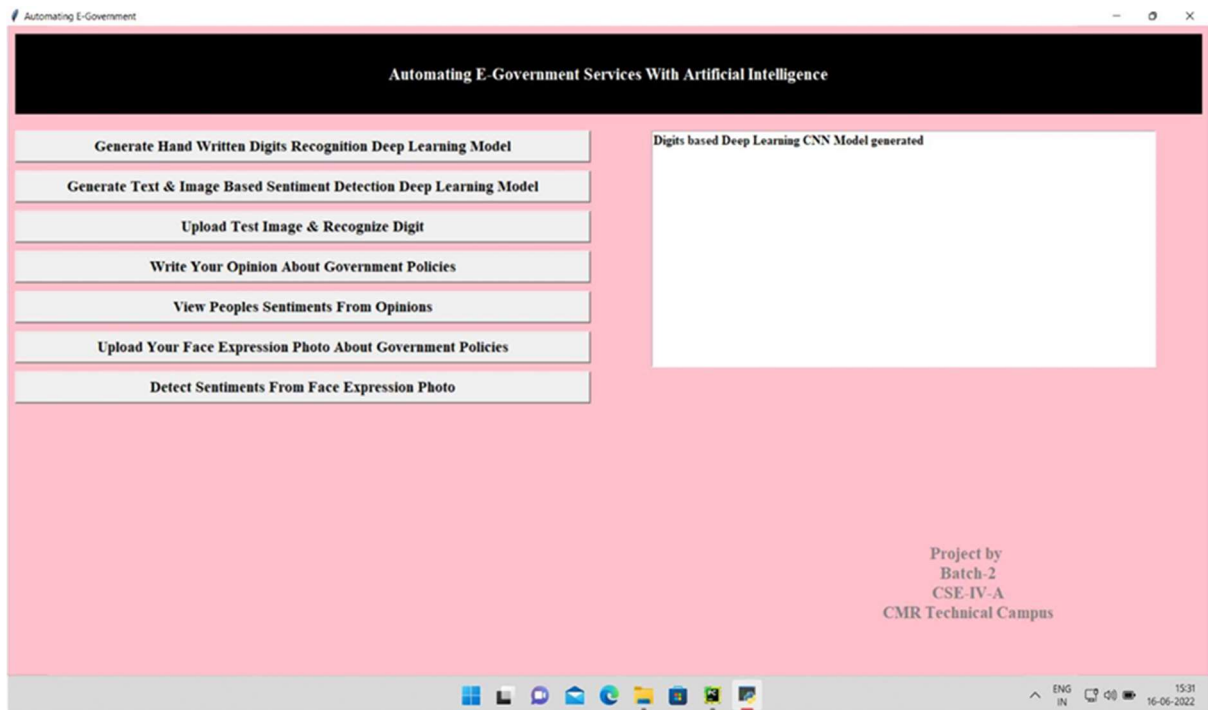 Automating E-Government
Automating E-Government Services With Artificial Intelligence
Generate Hand Written Digits Recognition Deep Learning Model
Generate Text & Image Based Sentiment Detection Deep Learning Model
Upload Test Image & Recognize Digit
Write Your Opinion About Government Policies
View Peoples Sentiments From Opinions
Upload Your Face Expression Photo About Government Policies
Detect Sentiments From Face Expression Photo
Digits based Deep Learning CNN Model generated
Project by
Batch-2
CSE-IV-A
CMR Technical Campus
ENG
IN
15:31
16-06-2022